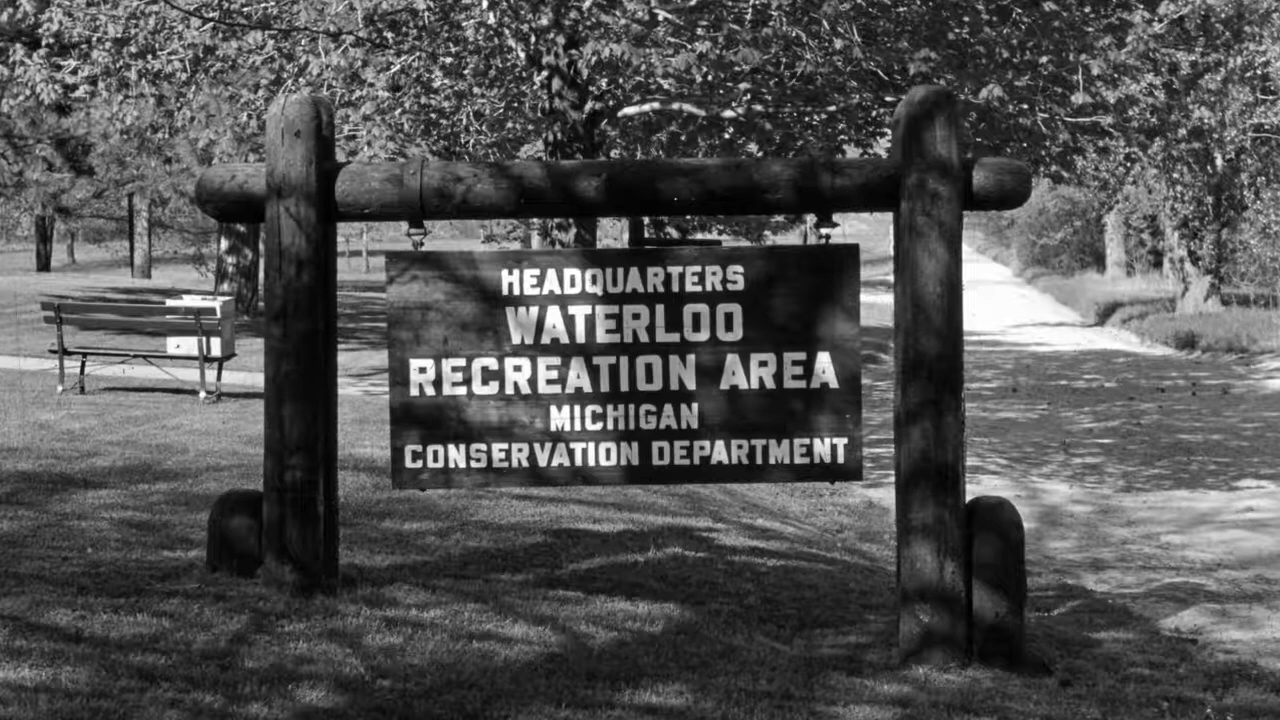 HEADQUARTERS
WATERLOO
RECREATION AREA
MICHIGAN
CONSERVATION DEPARTMENT